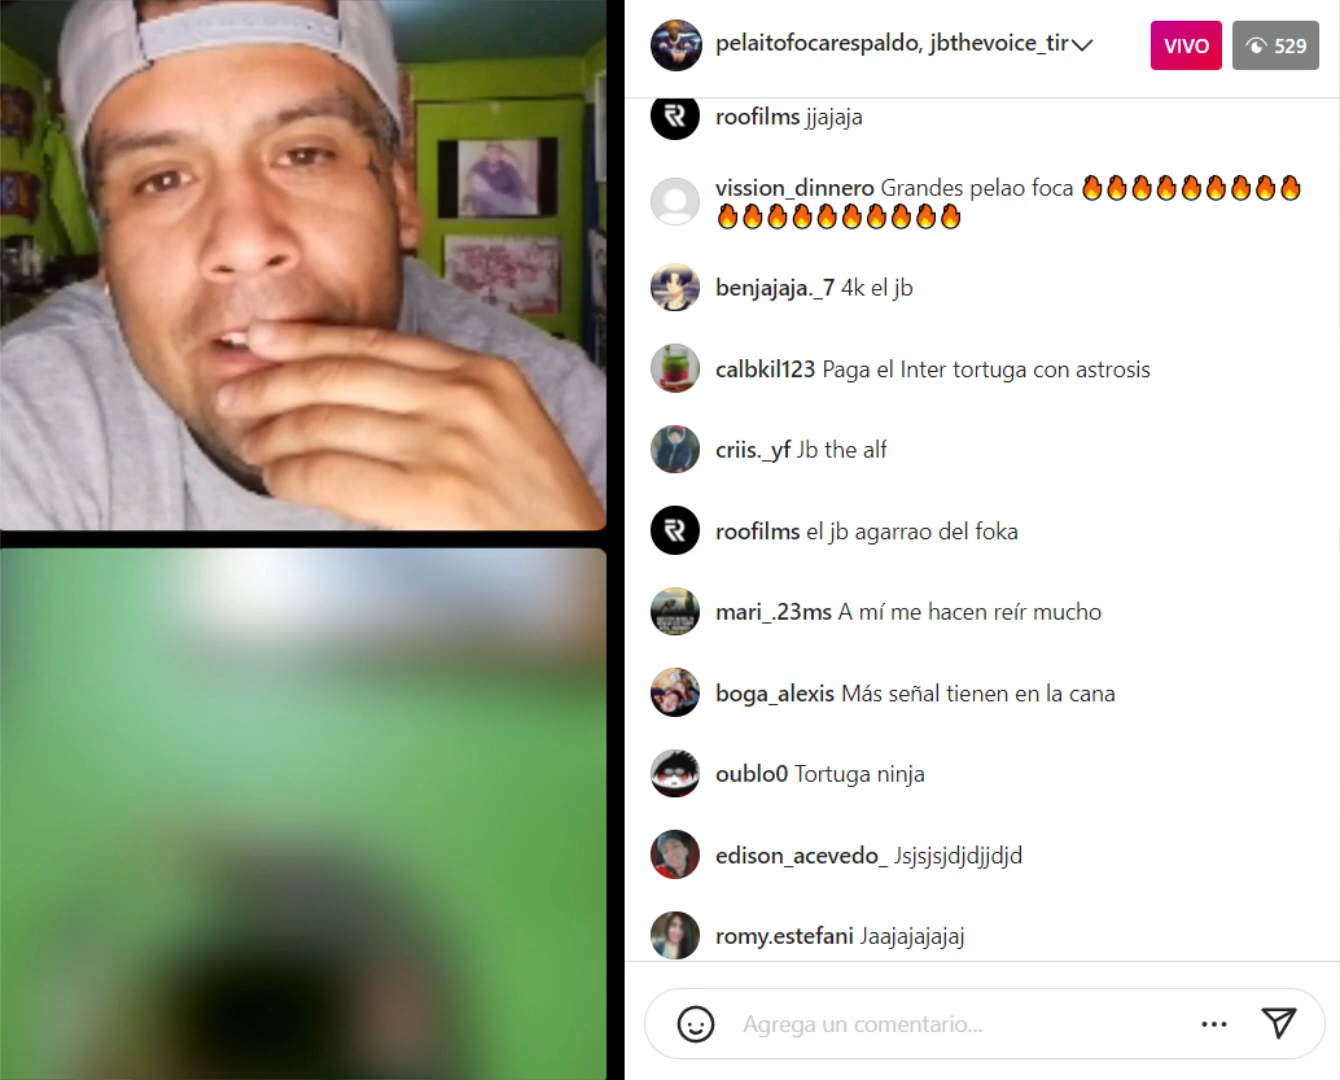 pelaitofocarespaldo, jbthevoice_tir
VIVO
529
roofilms jjajaja
vission_dinnero Grandes pelao foca 🔥🔥🔥🔥🔥🔥🔥🔥🔥
🔥🔥🔥🔥🔥🔥🔥🔥🔥🔥
benjajaja._7 4k el jb
calbkil123 Paga el Inter tortuga con astrosis
criis._yf Jb the alf
roofilms el jb agarrao del foka
mari_.23ms A mí me hacen reír mucho
boga_alexis Más señal tienen en la cana
oublo0 Tortuga ninja
edison_acevedo_ Jsjsjsjdjdjjdjd
romy.estefani Jaajajajajaj
Agrega un comentario...